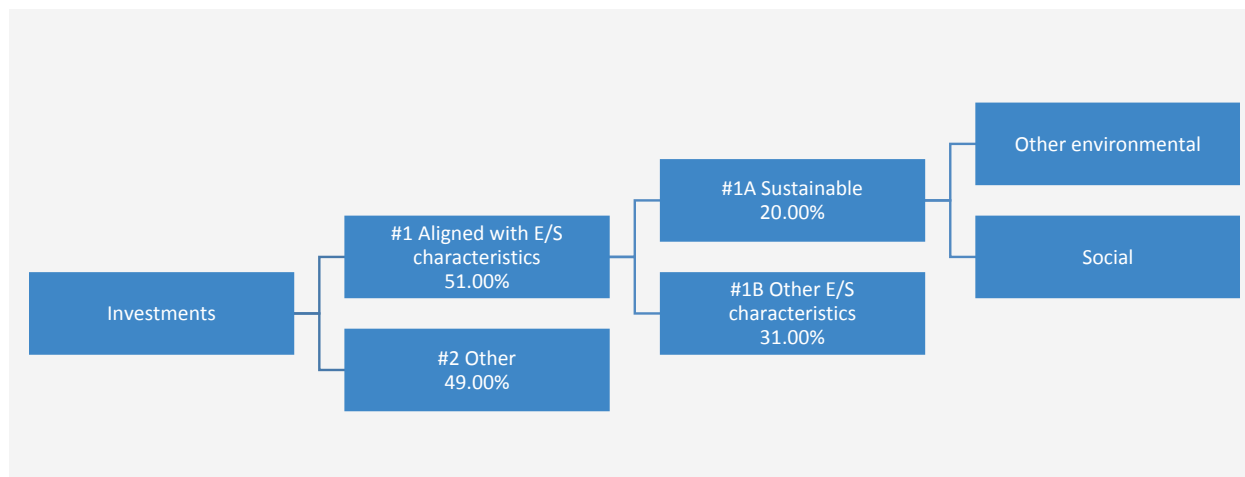 Investments
#1 Aligned with E/S
characteristics
51.00%
#2 Other
49.00%
#1A Sustainable
20.00%
#1B Other E/S
characteristics
31.00%
Other environmental
Social